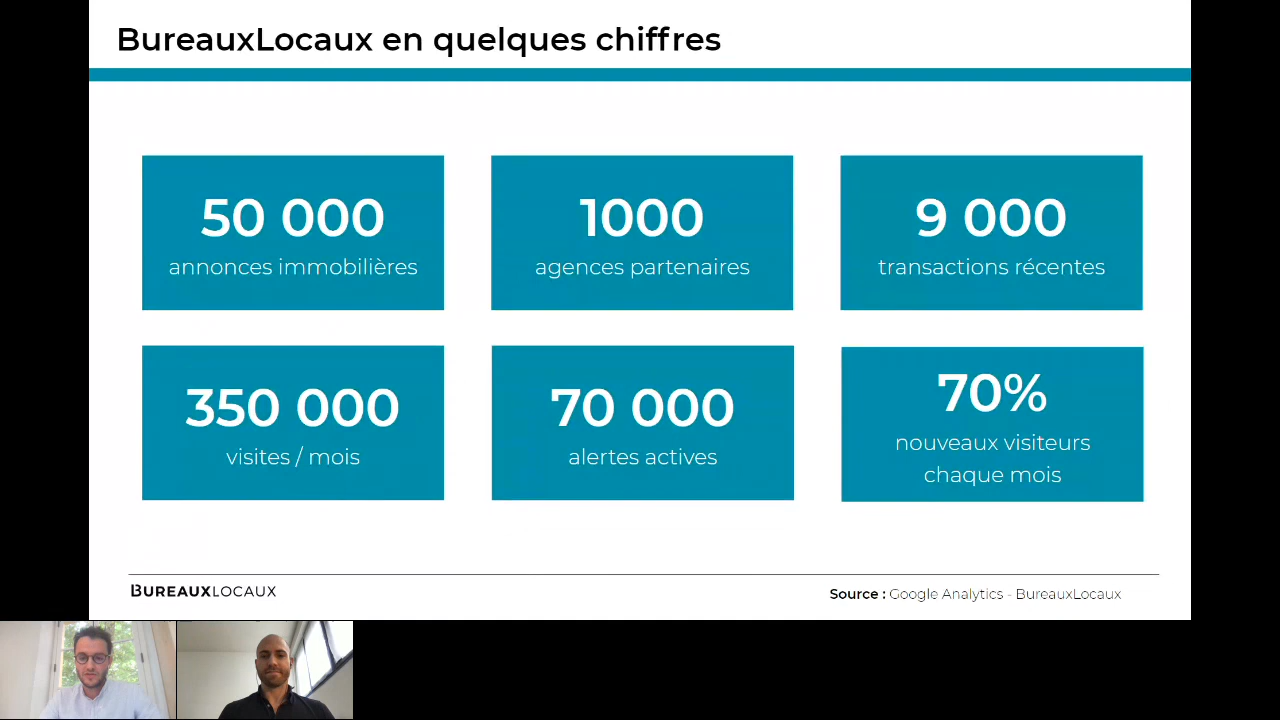 BureauxLocaux en quelques chiffres
50 000
annonces immobilières
1000
agences partenaires
9 000
transactions récentes
350 000
visites / mois
70 000
alertes actives
70%
nouveaux visiteurs
chaque mois
BUREAUXLOCAUX
Source : Google Analytics - BureauxLocaux